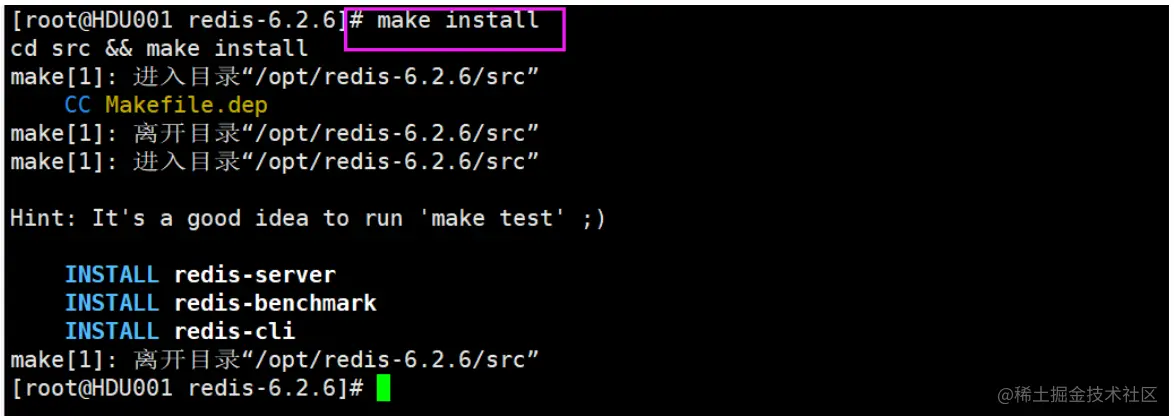 [root@HDU001 redis-6.2.6]# make install
cd src && make install
make[1]: 进入目录“/opt/redis-6.2.6/src”
    CC Makefile.dep
make[1]: 离开目录“/opt/redis-6.2.6/src”
make[1]: 进入目录“/opt/redis-6.2.6/src”
Hint: It's a good idea to run 'make test' ;)
    INSTALL redis-server
    INSTALL redis-benchmark
    INSTALL redis-cli
make[1]: 离开目录“/opt/redis-6.2.6/src”
[root@HDU001 redis-6.2.6]#
@稀土掘金技术社区